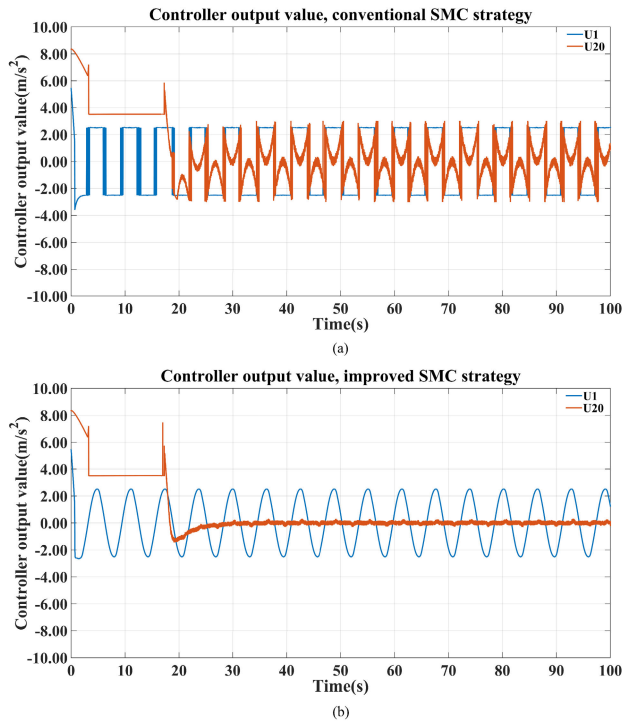 Controller output value, conventional SMC strategy
U1
U20
Controller output value(m/s²)
10.00
8.00
6.00
4.00
2.00
0.00
-2.00
-4.00
-6.00
-8.00
-10.00
0 10 20 30 40 50 60 70 80 90 100
Time(s)
(a)
Controller output value, improved SMC strategy
U1
U20
Controller output value(m/s²)
10.00
8.00
6.00
4.00
2.00
0.00
-2.00
-4.00
-6.00
-8.00
-10.00
0 10 20 30 40 50 60 70 80 90 100
Time(s)
(b)